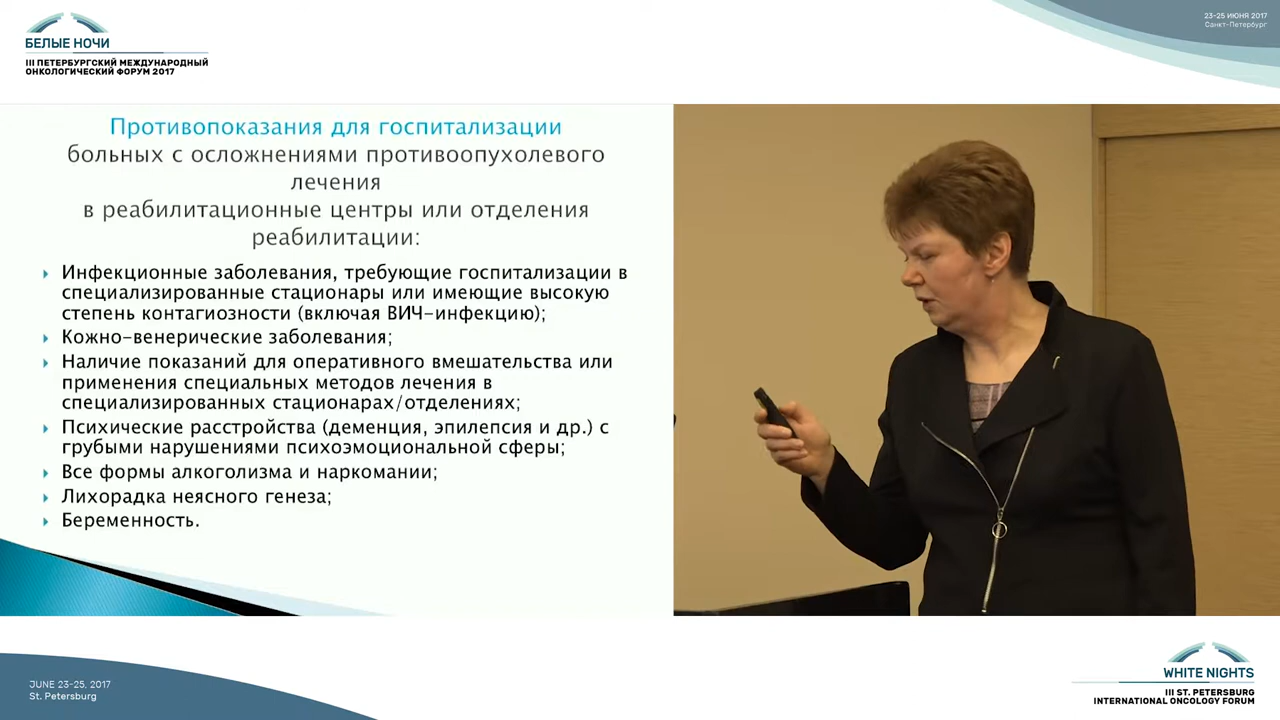 БЕЛЫЕ НОЧИ
III ПЕТЕРБУРГСКИЙ МЕЖДУНАРОДНЫЙ
ОНКОЛОГИЧЕСКИЙ ФОРУМ 2017
23-25 ИЮНЯ 2017
Санкт-Петербург
Противопоказания для госпитализации
больных с осложнениями противоопухолевого
лечения
в реабилитационные центры или отделения
реабилитации:
Инфекционные заболевания, требующие госпитализации в
специализированные стационары или имеющие высокую
степень контагиозности (включая ВИЧ-инфекцию);
Кожно-венерические заболевания;
Наличие показаний для оперативного вмешательства или
применения специальных методов лечения в
специализированных стационарах/отделениях;
Психические расстройства (деменция, эпилепсия и др.) с
грубыми нарушениями психоэмоциональной сферы;
Все формы алкоголизма и наркомании;
Лихорадка неясного генеза;
Беременность.
JUNE 23-25, 2017
St. Petersburg
WHITE NIGHTS
III ST. PETERSBURG
INTERNATIONAL ONCOLOGY FORUM